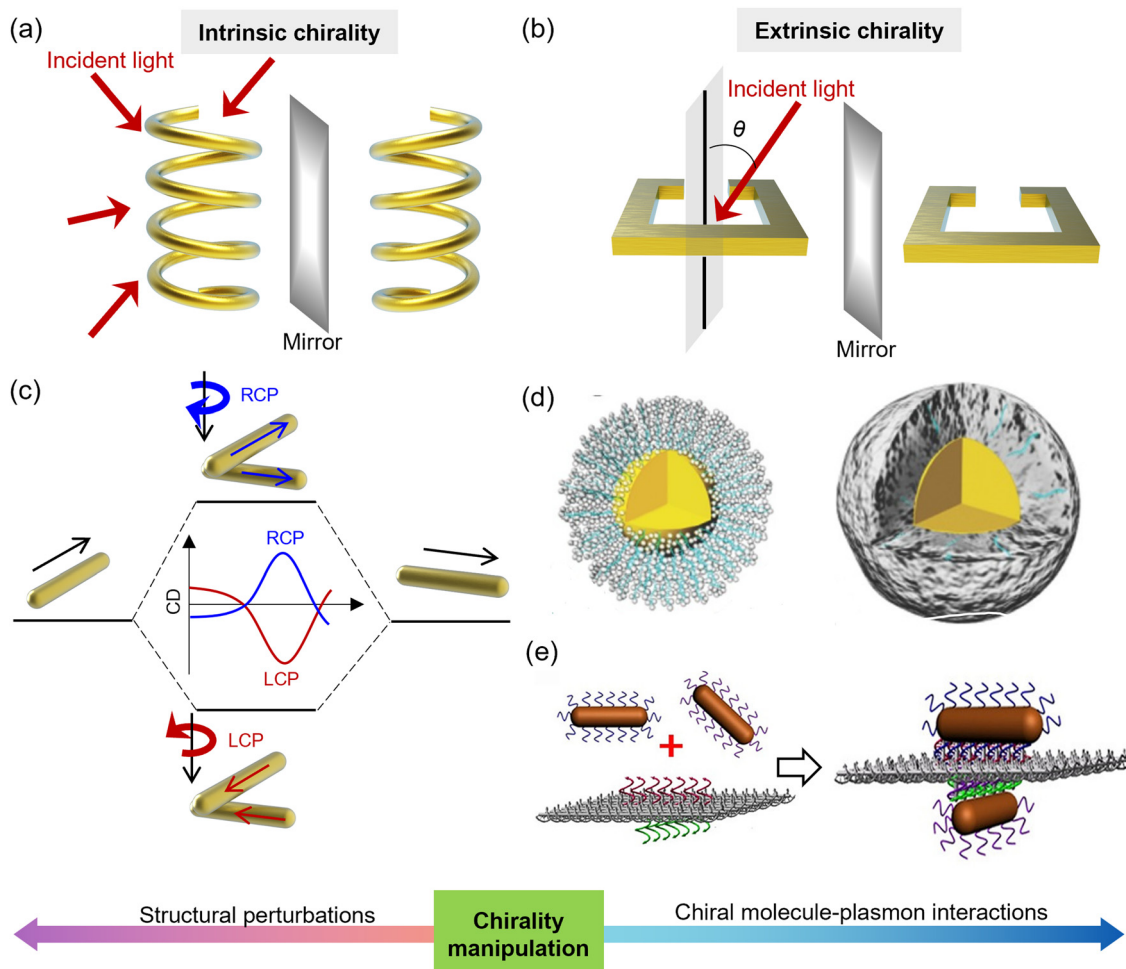 (a)
Intrinsic chirality
Incident light
Mirror
(b)
Extrinsic chirality
Incident light
θ
Mirror
(c)
RCP
RCP
CD
LCP
LCP
(d)
(e)
+
Structural perturbations
Chirality
manipulation
Chiral molecule-plasmon interactions